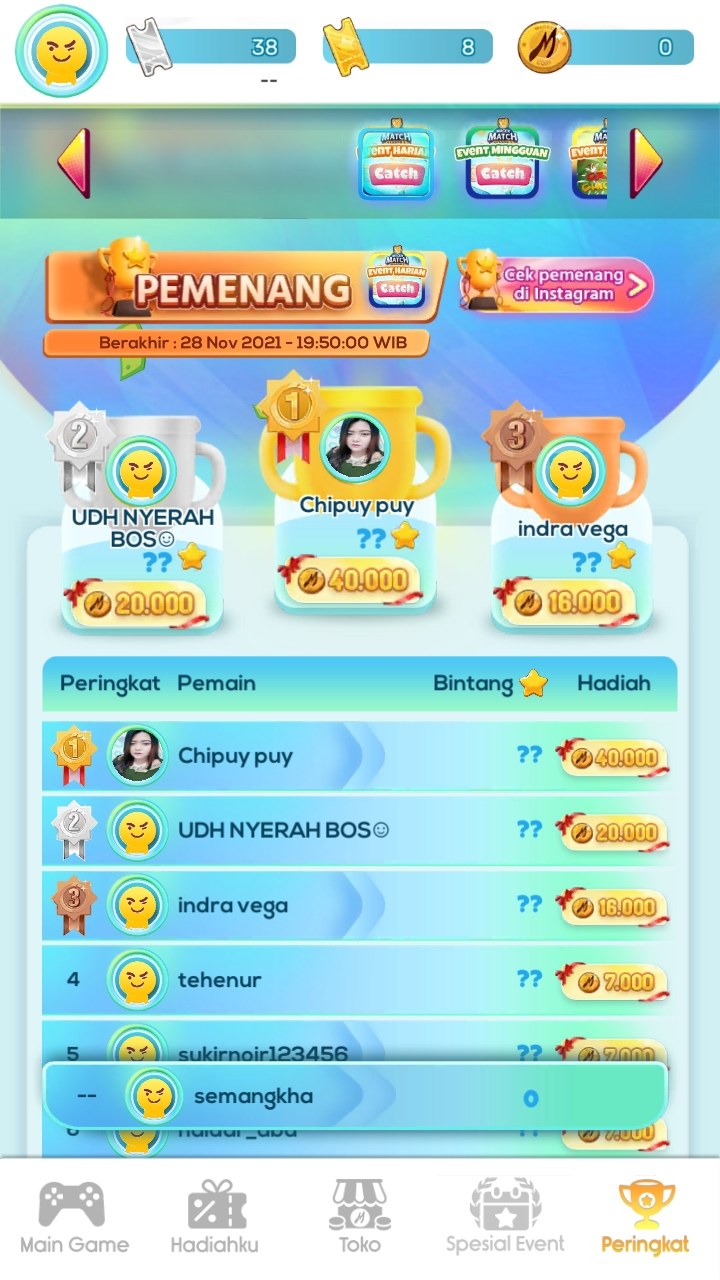 38
8
0
--
MATCH
EVENT HARIAN
Catch
MATCH
EVENT MINGGUAN
Catch
PEMENANG
MATCH
EVENT HARIAN
Catch
Cek pemenang
di Instagram
Berakhir : 28 Nov 2021 - 19:50:00 WIB
2
UDH NYERAH
BOS☺
??
20.000
1
Chipuy puy
??
40.000
3
indra vega
??
16.000
Peringkat Pemain Bintang Hadiah
1 Chipuy puy ?? 40.000
2 UDH NYERAH BOS☺ ?? 20.000
3 indra vega ?? 16.000
4 tehenur ?? 7.000
5 sukirnoir123456 ?? 7.000
-- semangkha 0
7.000
Main Game Hadiahku Toko Spesial Event Peringkat